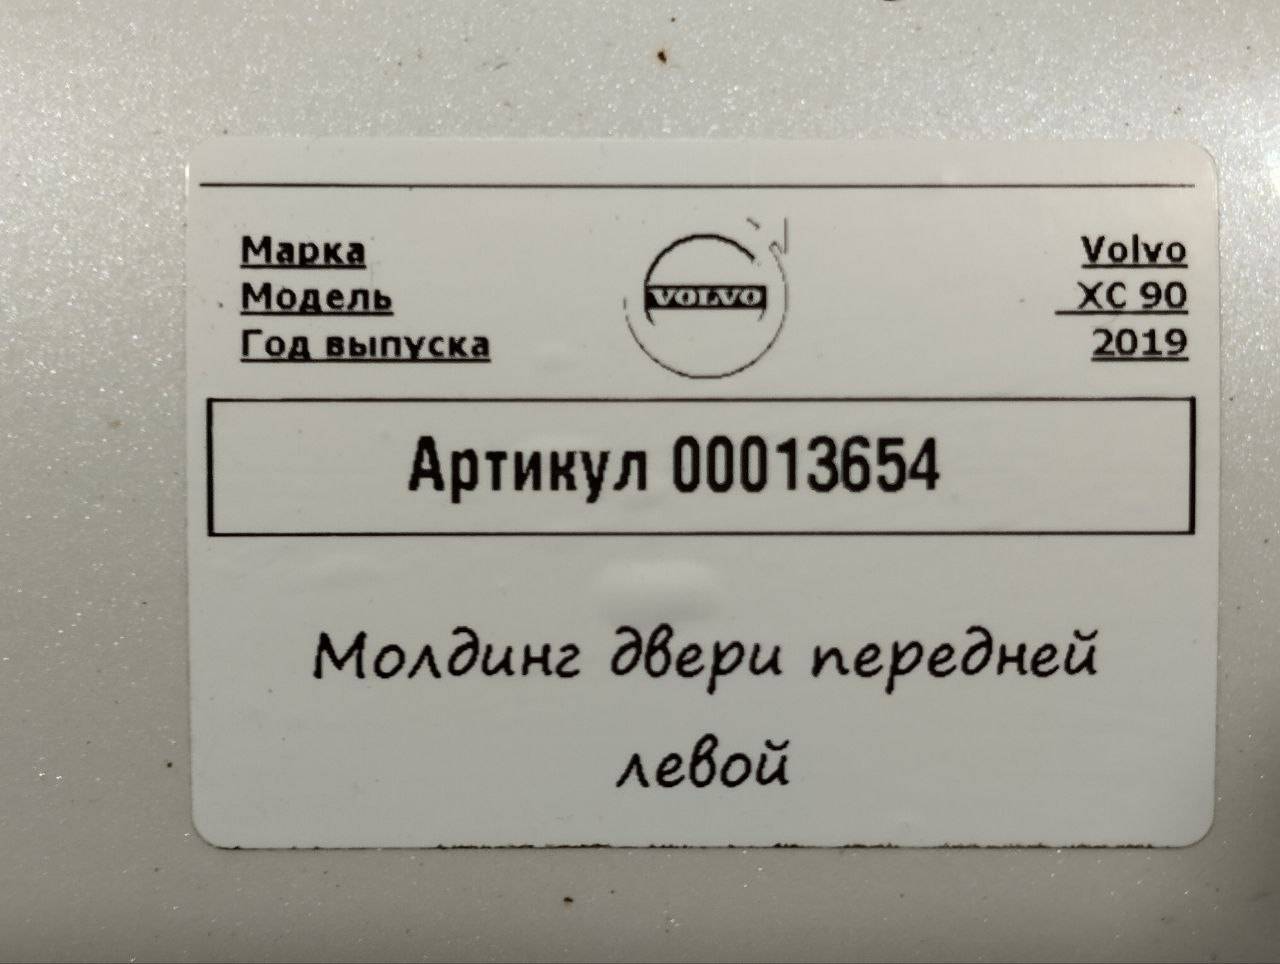 Марка Volvo
Модель XC 90
Год выпуска 2019
VOLVO
Артикул 00013654
Молдинг двери передней
левой